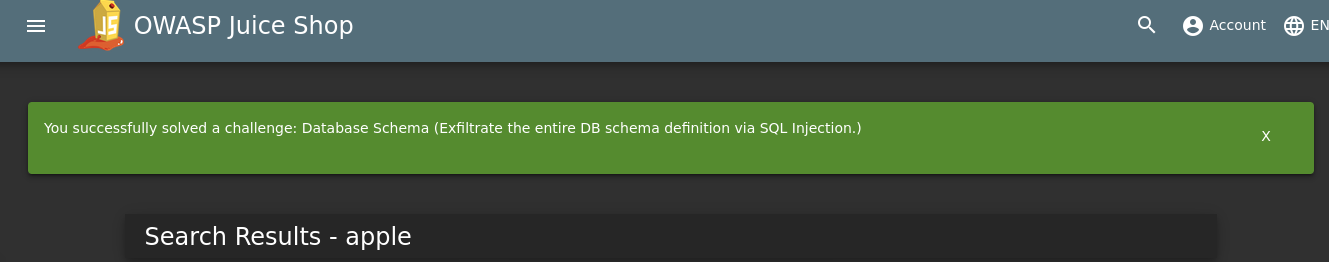 OWASP Juice Shop
Account
EN
You successfully solved a challenge: Database Schema (Exfiltrate the entire DB schema definition via SQL Injection.)
X
Search Results - apple